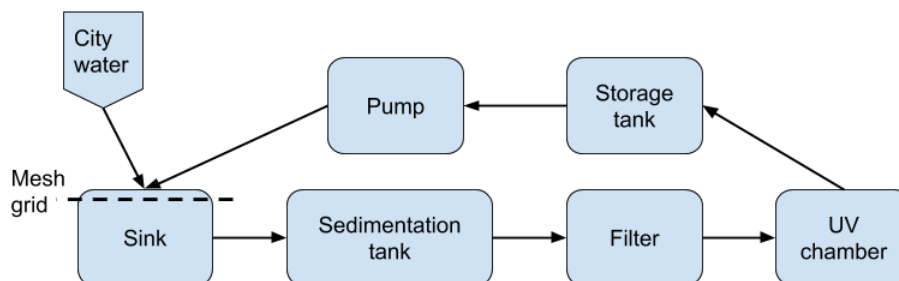 City
water
Pump
Storage
tank
Mesh
grid
Sink
Sedimentation
tank
Filter
UV
chamber